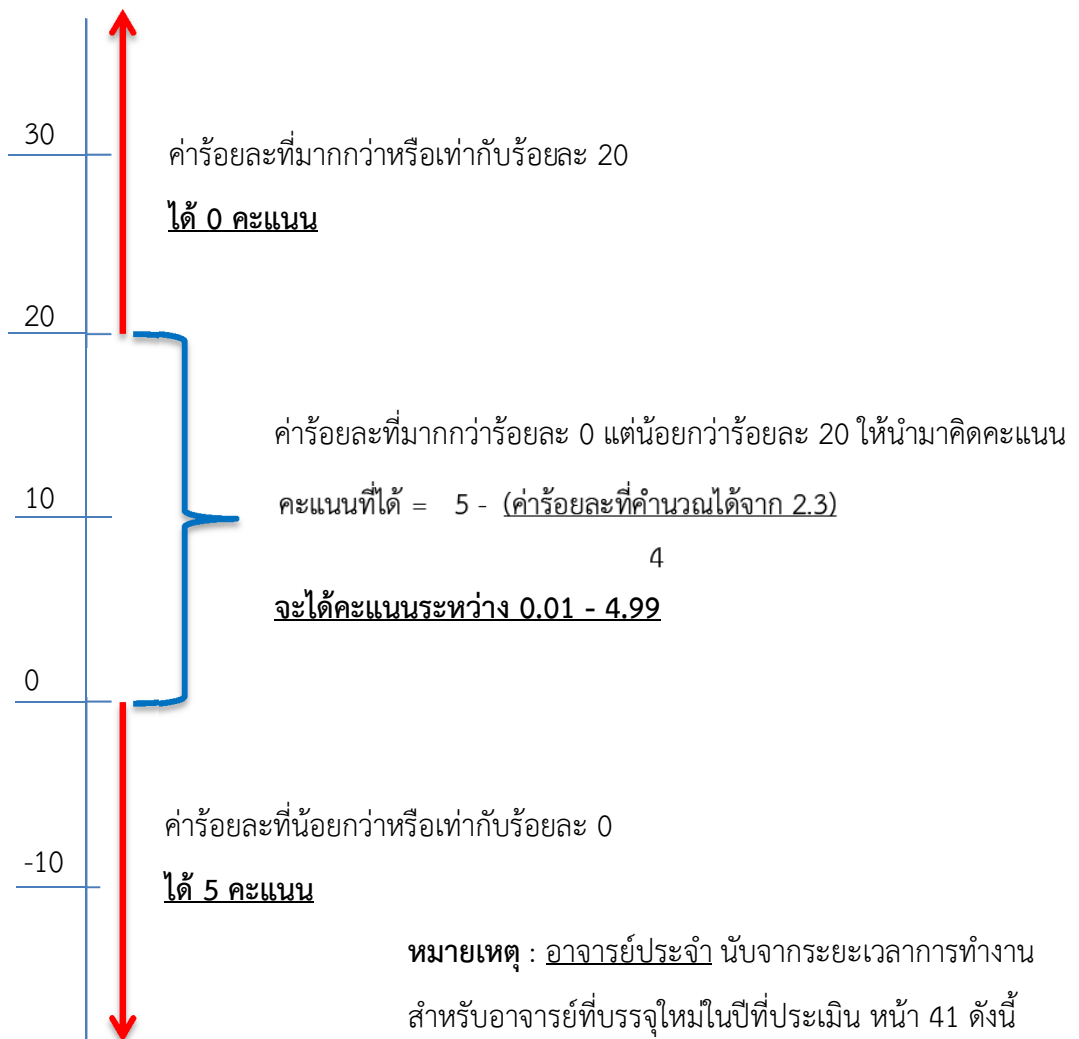 30
ค่าร้อยละที่มากกว่าหรือเท่ากับร้อยละ 20
ได้ 0 คะแนน
20
ค่าร้อยละที่มากกว่าร้อยละ 0 แต่น้อยกว่าร้อยละ 20 ให้นำมาคิดคะแนน
10
คะแนนที่ได้ = 5 - (ค่าร้อยละที่คำนวณได้จาก 2.3)
4
จะได้คะแนนระหว่าง 0.01 - 4.99
0
ค่าร้อยละที่น้อยกว่าหรือเท่ากับร้อยละ 0
-10
ได้ 5 คะแนน
หมายเหตุ : อาจารย์ประจำ นับจากระยะเวลาการทำงาน
สำหรับอาจารย์ที่บรรจุใหม่ในปีที่ประเมิน หน้า 41 ดังนี้